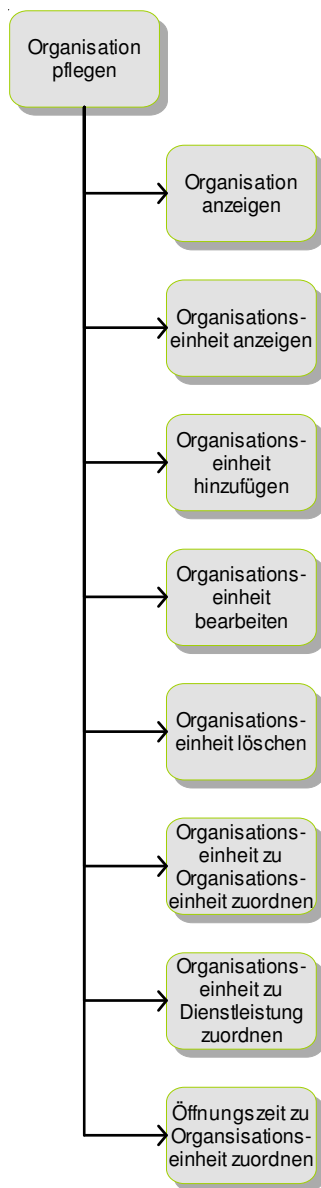 Organisation
pflegen
Organisation
anzeigen
Organisations-
einheit anzeigen
Organisations-
einheit
hinzufügen
Organisations-
einheit
bearbeiten
Organisations-
einheit löschen
Organisations-
einheit zu
Organisations-
einheit zuordnen
Organisations-
einheit zu
Dienstleistung
zuordnen
Öffnungszeit zu
Organsisations-
einheit zuordnen